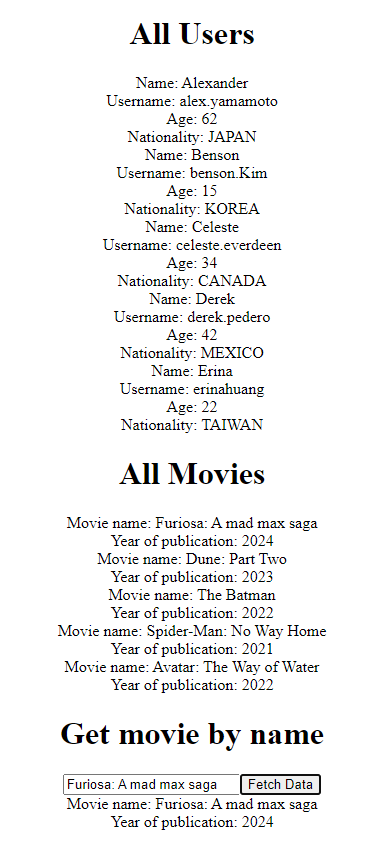 All Users
Name: Alexander
Username: alex.yamamoto
Age: 62
Nationality: JAPAN
Name: Benson
Username: benson.Kim
Age: 15
Nationality: KOREA
Name: Celeste
Username: celeste.everdeen
Age: 34
Nationality: CANADA
Name: Derek
Username: derek.pedero
Age: 42
Nationality: MEXICO
Name: Erina
Username: erinahuang
Age: 22
Nationality: TAIWAN
All Movies
Movie name: Furiosa: A mad max saga
Year of publication: 2024
Movie name: Dune: Part Two
Year of publication: 2023
Movie name: The Batman
Year of publication: 2022
Movie name: Spider-Man: No Way Home
Year of publication: 2021
Movie name: Avatar: The Way of Water
Year of publication: 2022
Get movie by name
Furiosa: A mad max saga Fetch Data
Movie name: Furiosa: A mad max saga
Year of publication: 2024